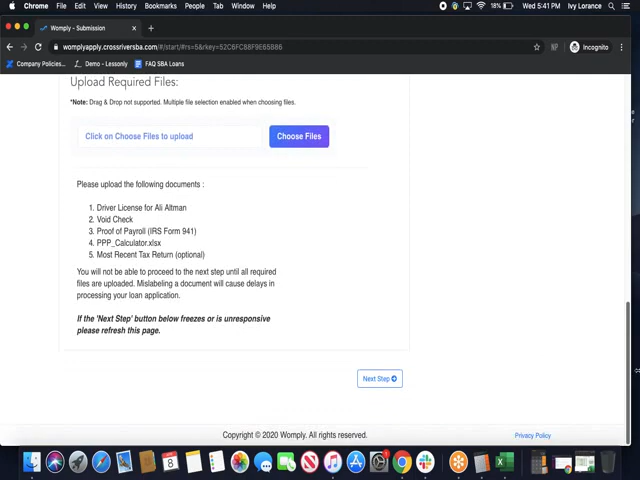 Chrome File Edit View History Bookmarks People Tab Window Help 18% Wed 5:41 PM Ivy Lorance
Womply - Submission
womplyapply.crossriversba.com/#/start/#rs=5&rkey=52C6FC88F9E65B86 Incognito
Company Policies... Demo - Lessonly FAQ SBA Loans
Upload Required Files:
*Note: Drag & Drop not supported. Multiple file selection enabled when choosing files.
Click on Choose Files to upload Choose Files
Please upload the following documents :
1. Driver License for Ali Altman
2. Void Check
3. Proof of Payroll (IRS Form 941)
4. PPP_Calculator.xlsx
5. Most Recent Tax Return (optional)
You will not be able to proceed to the next step until all required
files are uploaded. Mislabeling a document will cause delays in
processing your loan application.
If the 'Next Step' button below freezes or is unresponsive
please refresh this page.
Next Step
Copyright © 2020 Womply. All rights reserved. Privacy Policy